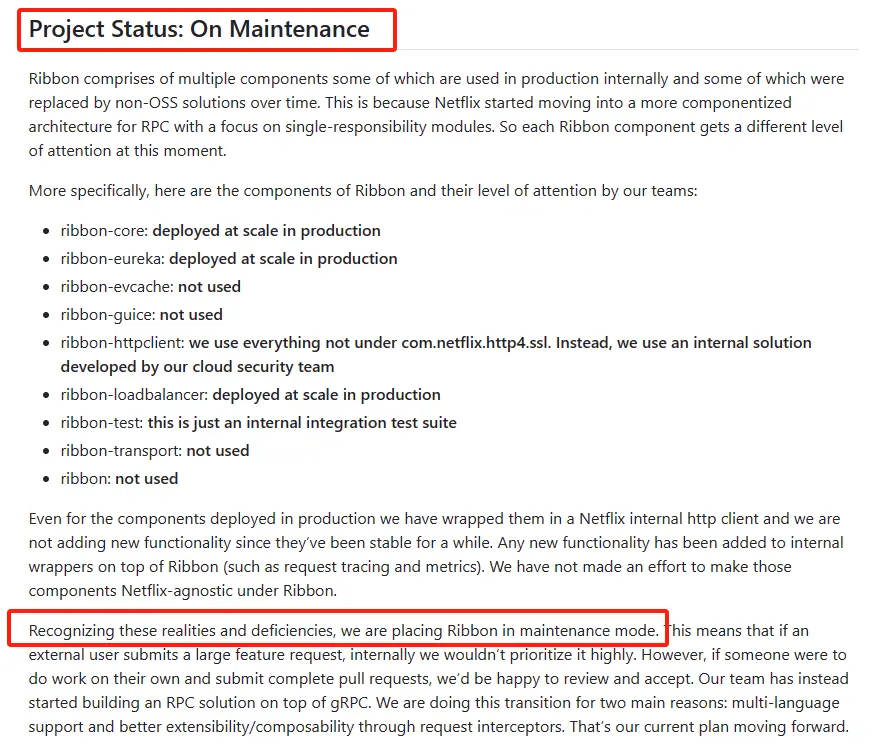 Project Status: On Maintenance
Ribbon comprises of multiple components some of which are used in production internally and some of which were
replaced by non-OSS solutions over time. This is because Netflix started moving into a more componentized
architecture for RPC with a focus on single-responsibility modules. So each Ribbon component gets a different level
of attention at this moment.
More specifically, here are the components of Ribbon and their level of attention by our teams:
• ribbon-core: deployed at scale in production
• ribbon-eureka: deployed at scale in production
• ribbon-evcache: not used
• ribbon-guice: not used
• ribbon-httpclient: we use everything not under com.netflix.http4.ssl. Instead, we use an internal solution
developed by our cloud security team
• ribbon-loadbalancer: deployed at scale in production
• ribbon-test: this is just an internal integration test suite
• ribbon-transport: not used
• ribbon: not used
Even for the components deployed in production we have wrapped them in a Netflix internal http client and we are
not adding new functionality since they’ve been stable for a while. Any new functionality has been added to internal
wrappers on top of Ribbon (such as request tracing and metrics). We have not made an effort to make those
components Netflix-agnostic under Ribbon.
Recognizing these realities and deficiencies, we are placing Ribbon in maintenance mode. This means that if an
external user submits a large feature request, internally we wouldn’t prioritize it highly. However, if someone were to
do work on their own and submit complete pull requests, we’d be happy to review and accept. Our team has instead
started building an RPC solution on top of gRPC. We are doing this transition for two main reasons: multi-language
support and better extensibility/composability through request interceptors. That’s our current plan moving forward.